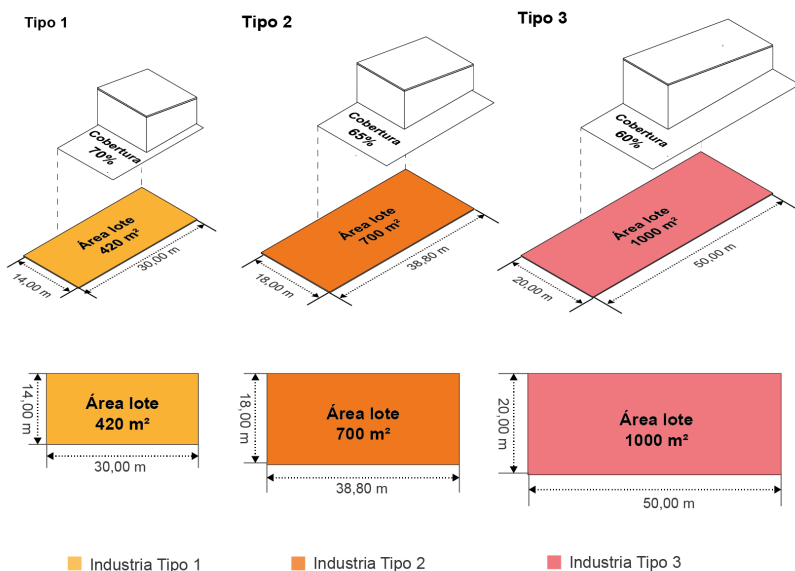 Tipo 1
Tipo 2
Tipo 3
Cobertura
70%
Cobertura
65%
Cobertura
60%
Área lote
420 m²
14,00 m
30,00 m
Área lote
700 m²
18,00 m
38,80 m
Área lote
1000 m²
20,00 m
50,00 m
14,00 m
Área lote
420 m²
30,00 m
18,00 m
Área lote
700 m²
38,80 m
20,00 m
Área lote
1000 m²
50,00 m
Industria Tipo 1
Industria Tipo 2
Industria Tipo 3